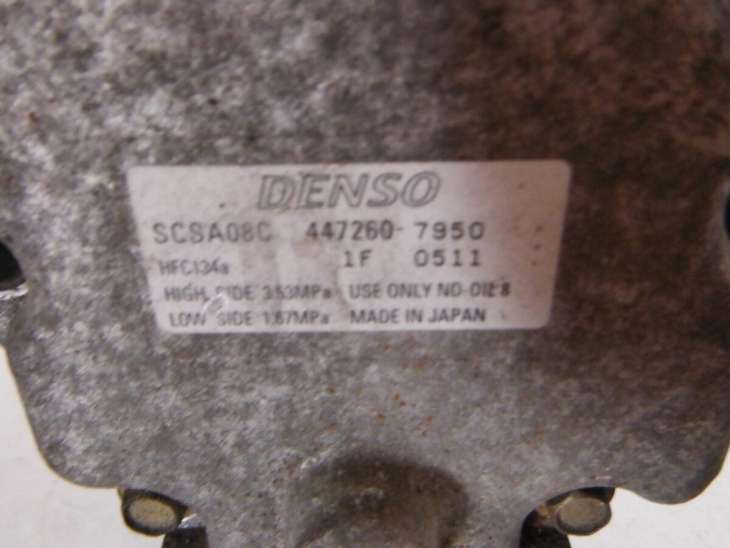 DENSO
SCSA08C 447260-7950
HFC134a 1F 0511
HIGH SIDE 3.53MPa USE ONLY ND-OIL 8
LOW SIDE 1.67MPa MADE IN JAPAN